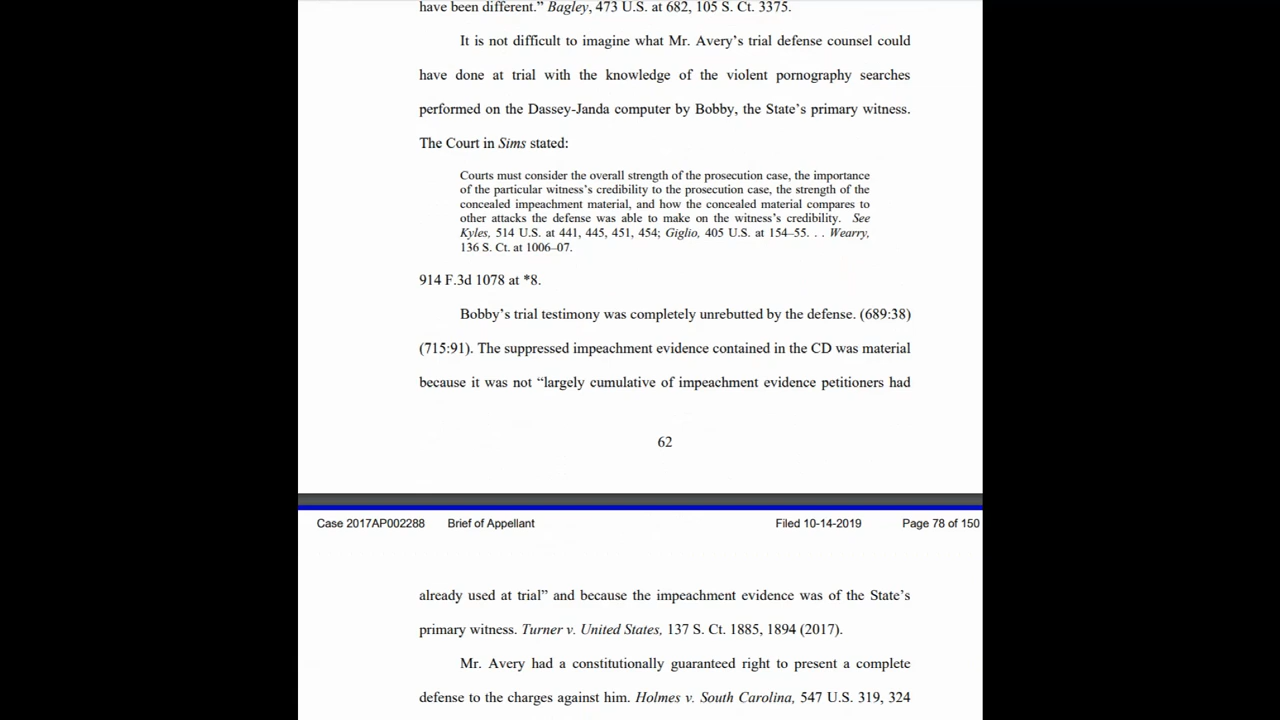 have been different.” Bagley, 473 U.S. at 682, 105 S. Ct. 3375.
It is not difficult to imagine what Mr. Avery’s trial defense counsel could
have done at trial with the knowledge of the violent pornography searches
performed on the Dassey-Janda computer by Bobby, the State’s primary witness.
The Court in Sims stated:
Courts must consider the overall strength of the prosecution case, the importance
of the particular witness’s credibility to the prosecution case, the strength of the
concealed impeachment material, and how the concealed material compares to
other attacks the defense was able to make on the witness’s credibility. See
Kyles, 514 U.S. at 441, 445, 451, 454; Giglio, 405 U.S. at 154–55. . . Wearry,
136 S. Ct. at 1006–07.
914 F.3d 1078 at *8.
Bobby’s trial testimony was completely unrebutted by the defense. (689:38)
(715:91). The suppressed impeachment evidence contained in the CD was material
because it was not “largely cumulative of impeachment evidence petitioners had
62
Case 2017AP002288 Brief of Appellant Filed 10-14-2019 Page 78 of 150
already used at trial” and because the impeachment evidence was of the State’s
primary witness. Turner v. United States, 137 S. Ct. 1885, 1894 (2017).
Mr. Avery had a constitutionally guaranteed right to present a complete
defense to the charges against him. Holmes v. South Carolina, 547 U.S. 319, 324